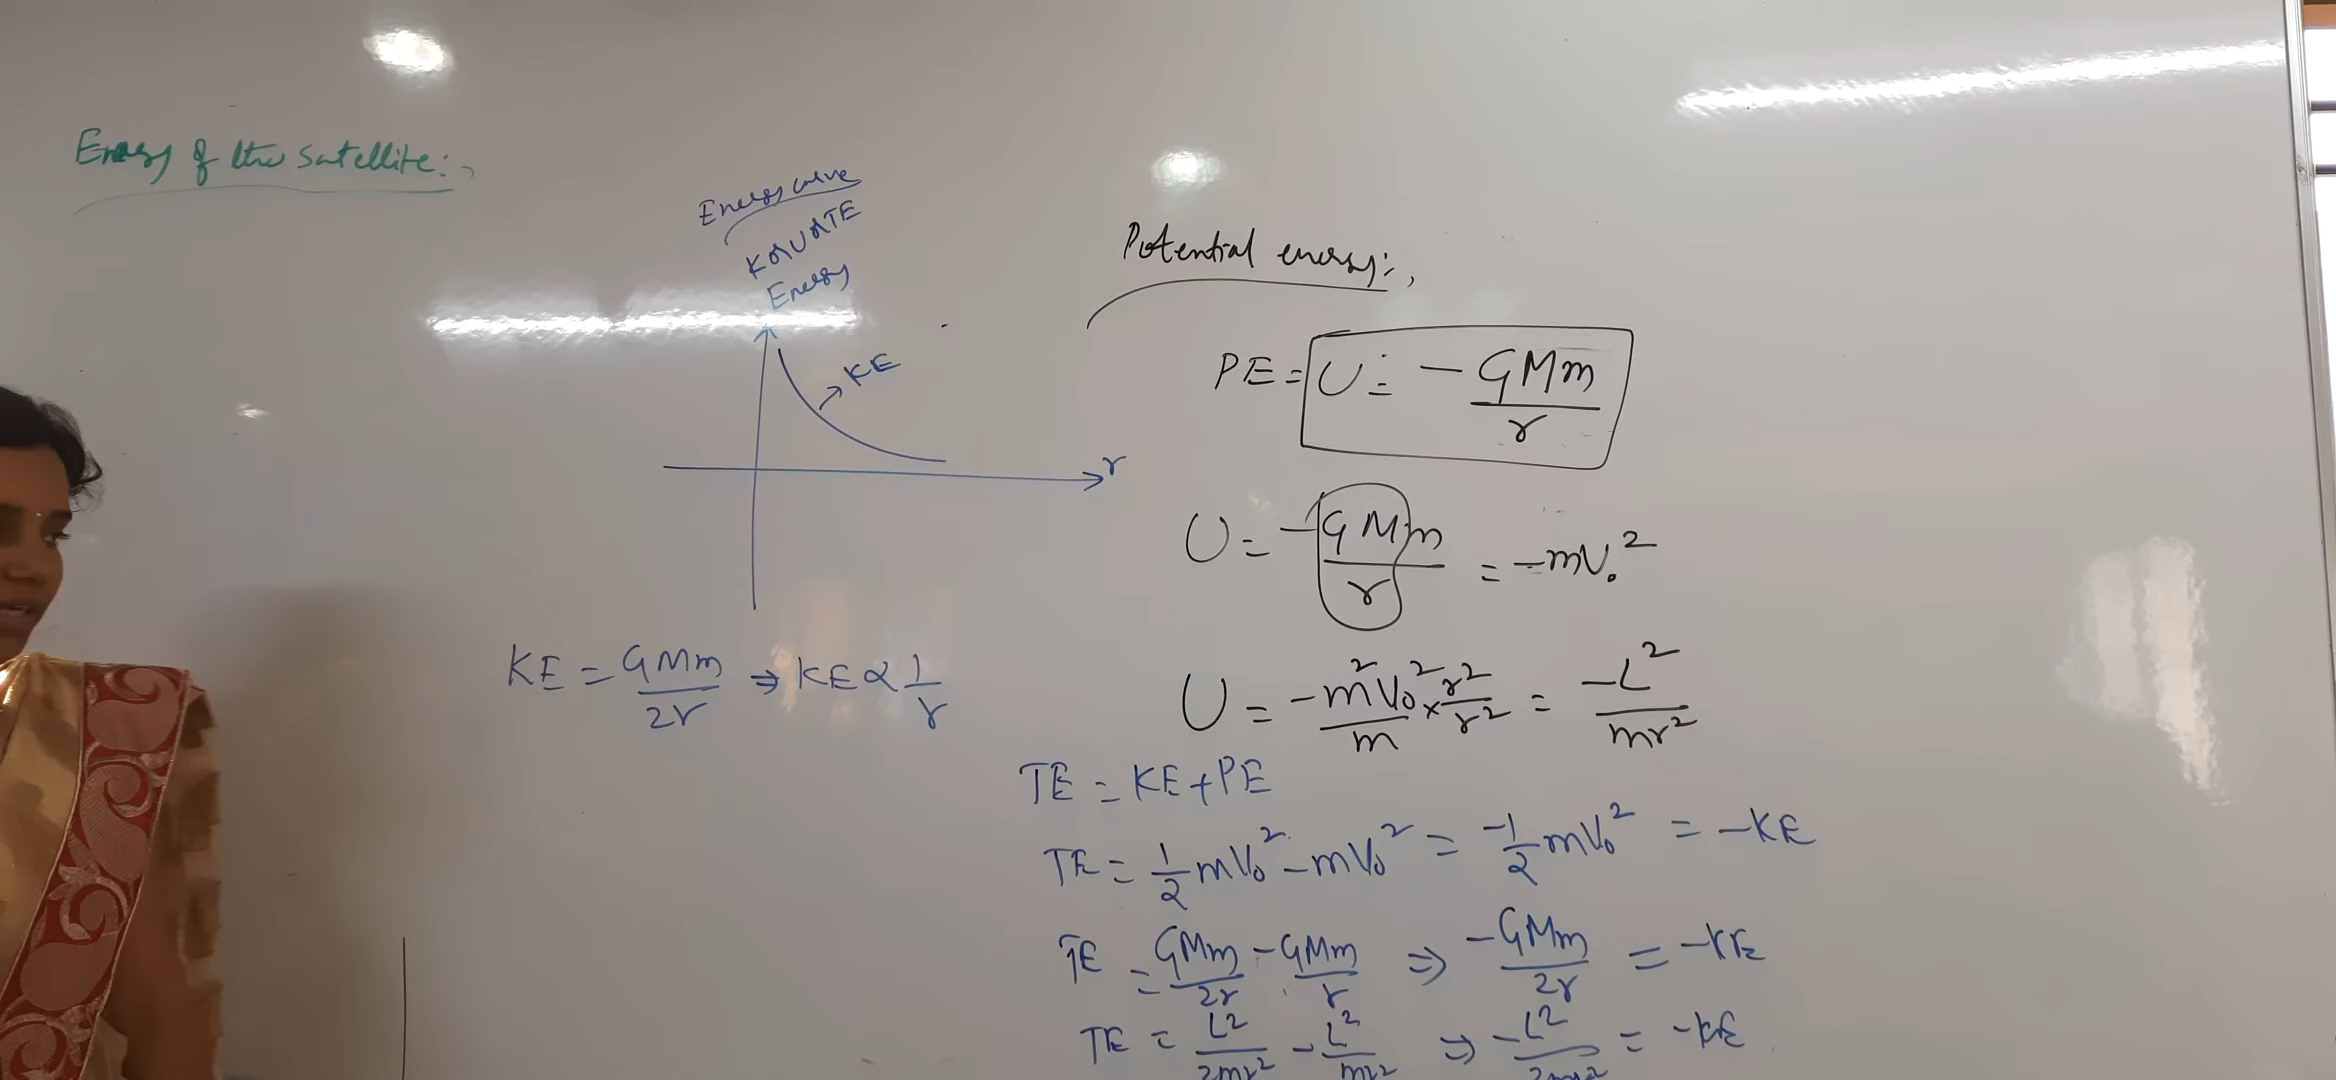 Energy of the satellite:-
Energy curve
K or U or TE
Energy
KE
r
KE = GMm/2r ⇒ KE ∝ 1/r
Potential energy:-
PE = U = - GMm/r
U = - GMm/r = -mV₀²
U = - m²V₀²/m × r²/r² = -L²/mr²
TE = KE + PE
TE = 1/2 mV₀² - mV₀² = -1/2 mV₀² = -KE
TE = GMm/2r - GMm/r ⇒ -GMm/2r = -KE
TE = L²/2mr² - L²/mr² ⇒ -L²/2mr² = -KE